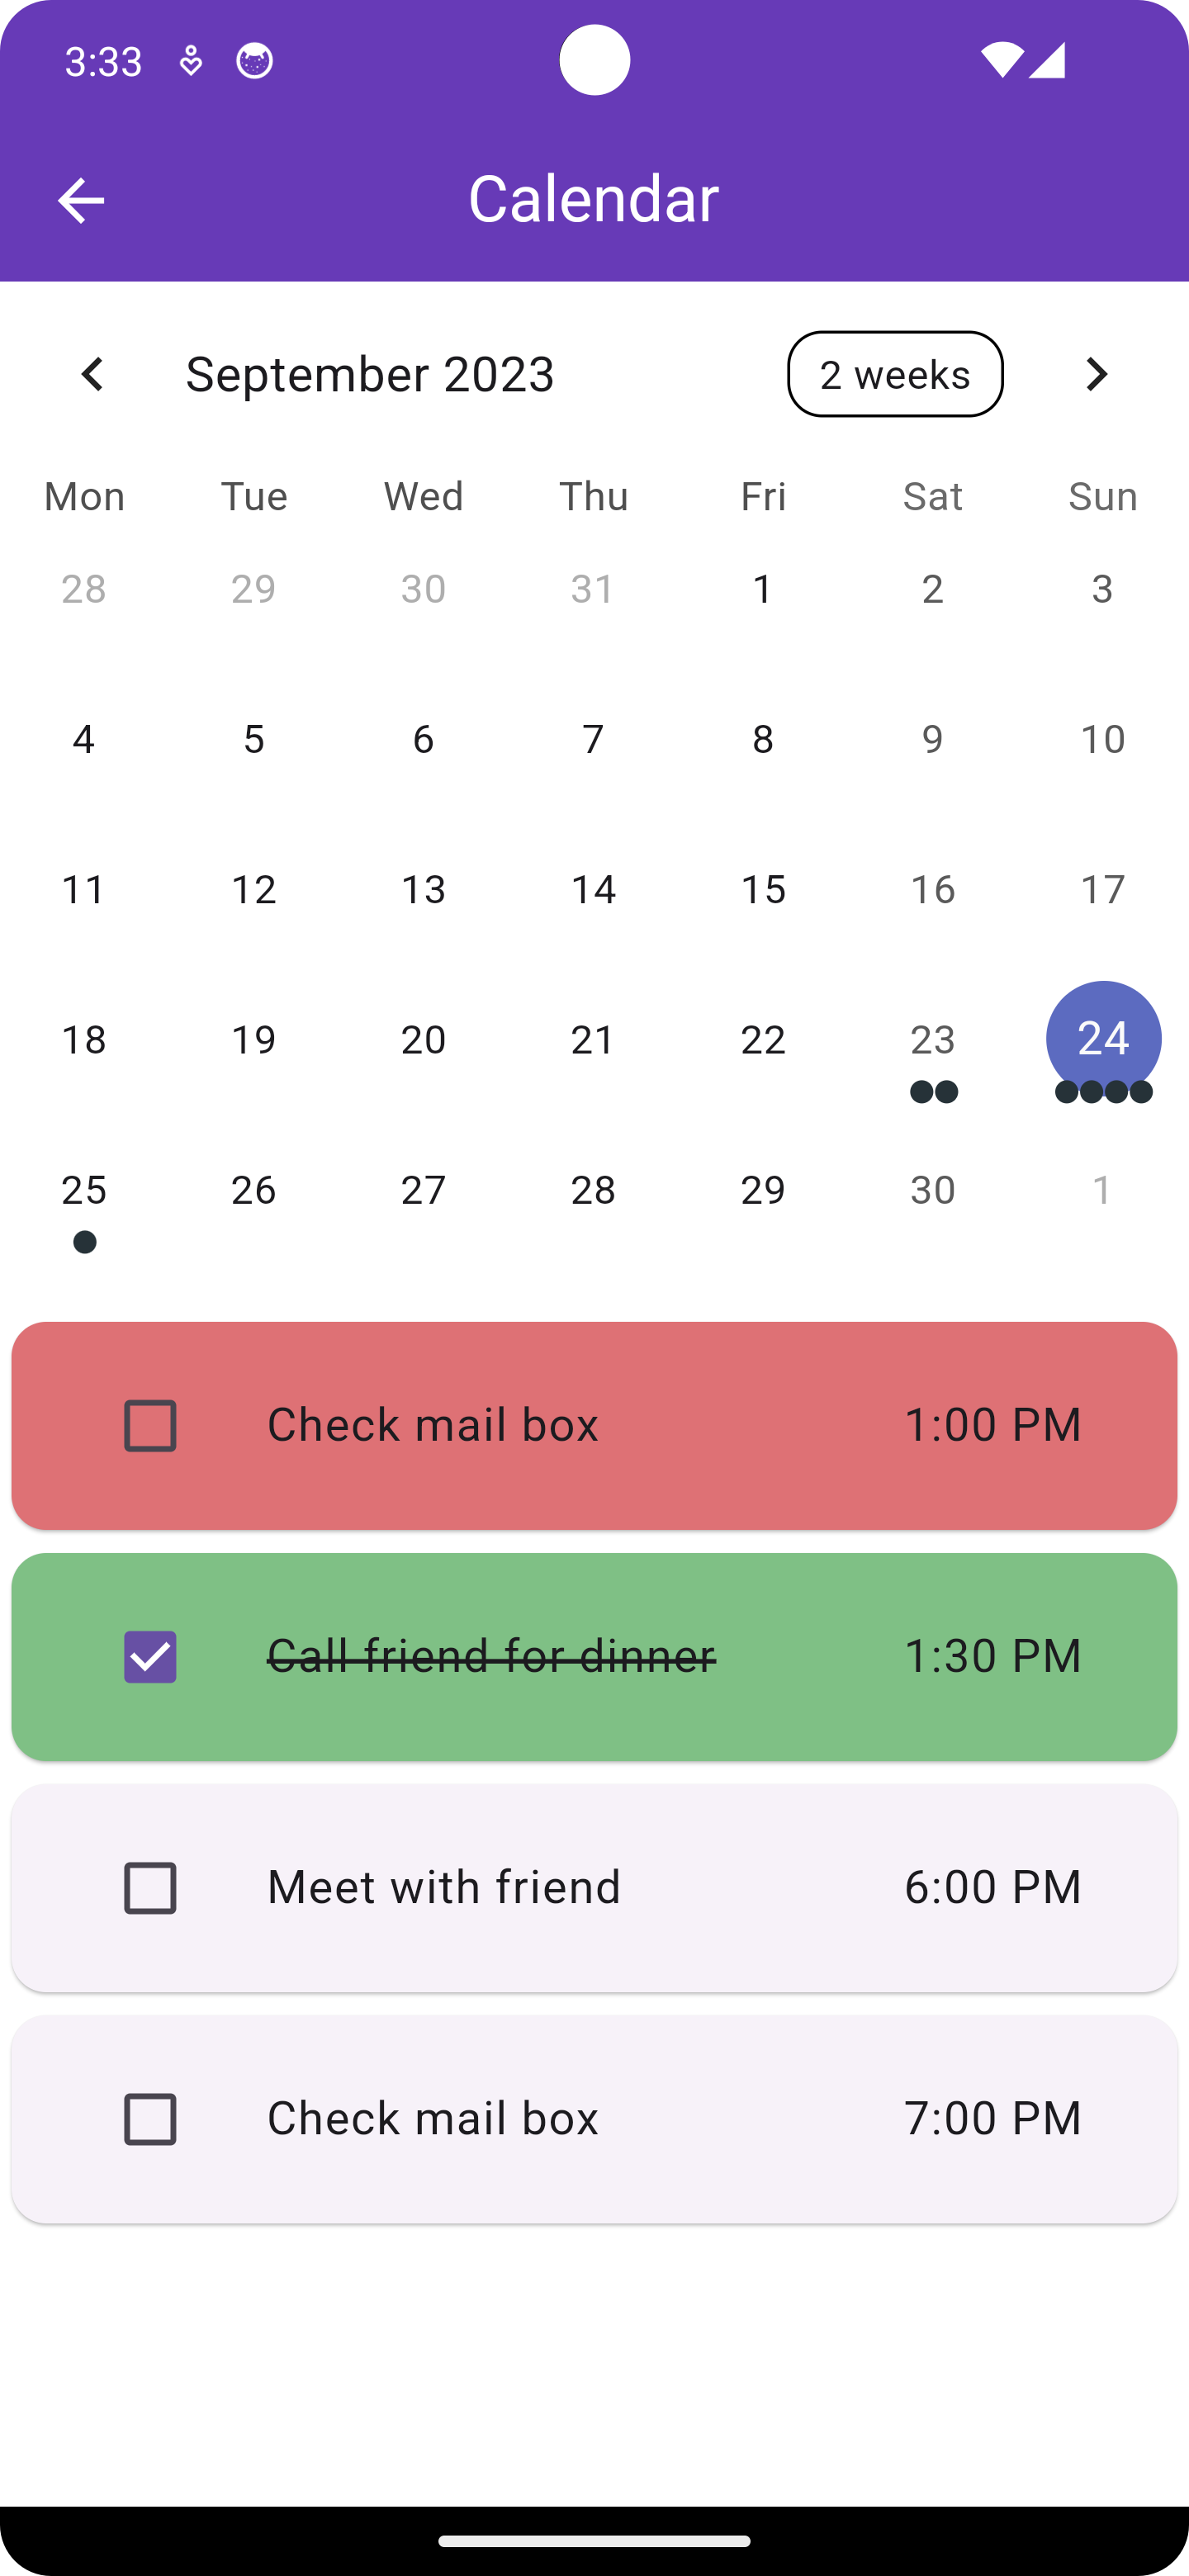 3:33
Calendar
September 2023
2 weeks
Mon Tue Wed Thu Fri Sat Sun
28 29 30 31 1 2 3
4 5 6 7 8 9 10
11 12 13 14 15 16 17
18 19 20 21 22 23 24
25 26 27 28 29 30 1
Check mail box 1:00 PM
Call friend for dinner 1:30 PM
Meet with friend 6:00 PM
Check mail box 7:00 PM